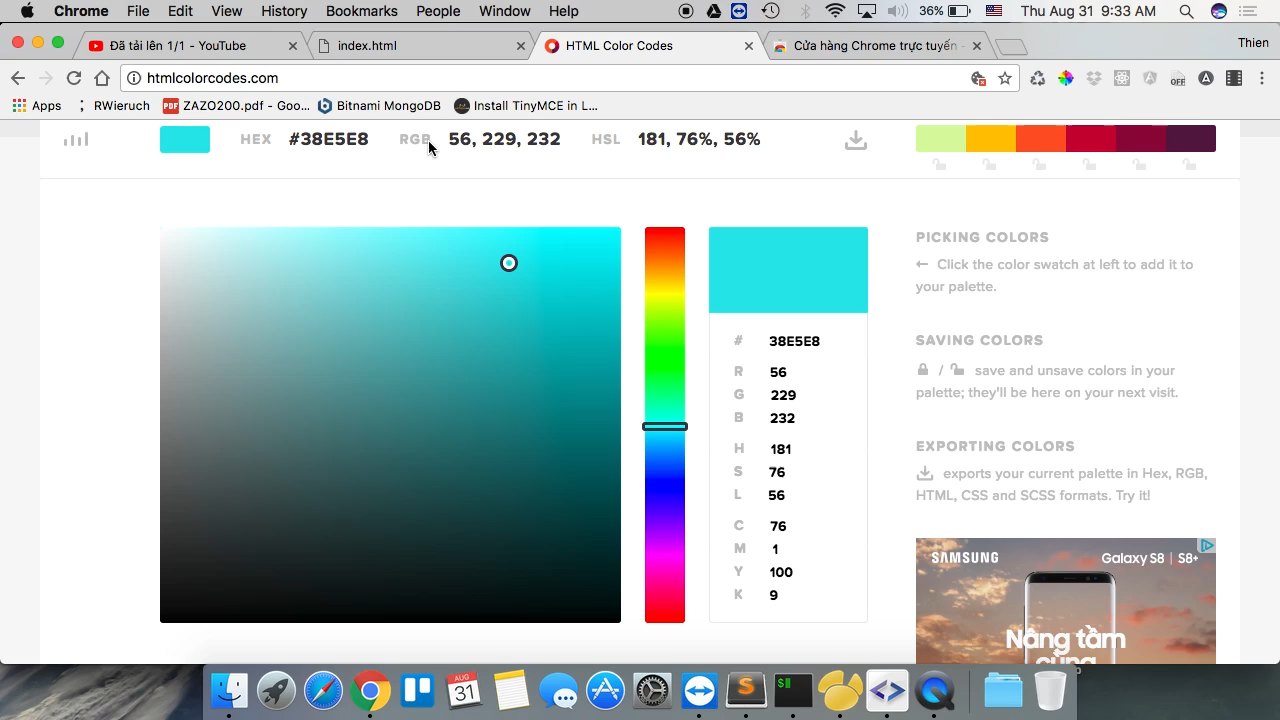 Chrome File Edit View History Bookmarks People Window Help 36% Thu Aug 31 9:33 AM
Đã tải lên 1/1 - YouTube index.html HTML Color Codes Cửa hàng Chrome trực tuyến - Thien
htmlcolorcodes.com OFF
Apps RWieruch PDF ZAZO200.pdf - Goo... Bitnami MongoDB Install TinyMCE in L...
HEX #38E5E8 RGB 56, 229, 232 HSL 181, 76%, 56%
PICKING COLORS
← Click the color swatch at left to add it to
your palette.
# 38E5E8
R 56
G 229
B 232
H 181
S 76
L 56
C 76
M 1
Y 100
K 9
SAVING COLORS
/ save and unsave colors in your
palette; they'll be here on your next visit.
EXPORTING COLORS
exports your current palette in Hex, RGB,
HTML, CSS and SCSS formats. Try it!
SAMSUNG Galaxy S8 | S8+
Nâng tầm
cúng
AUG
31
$
S